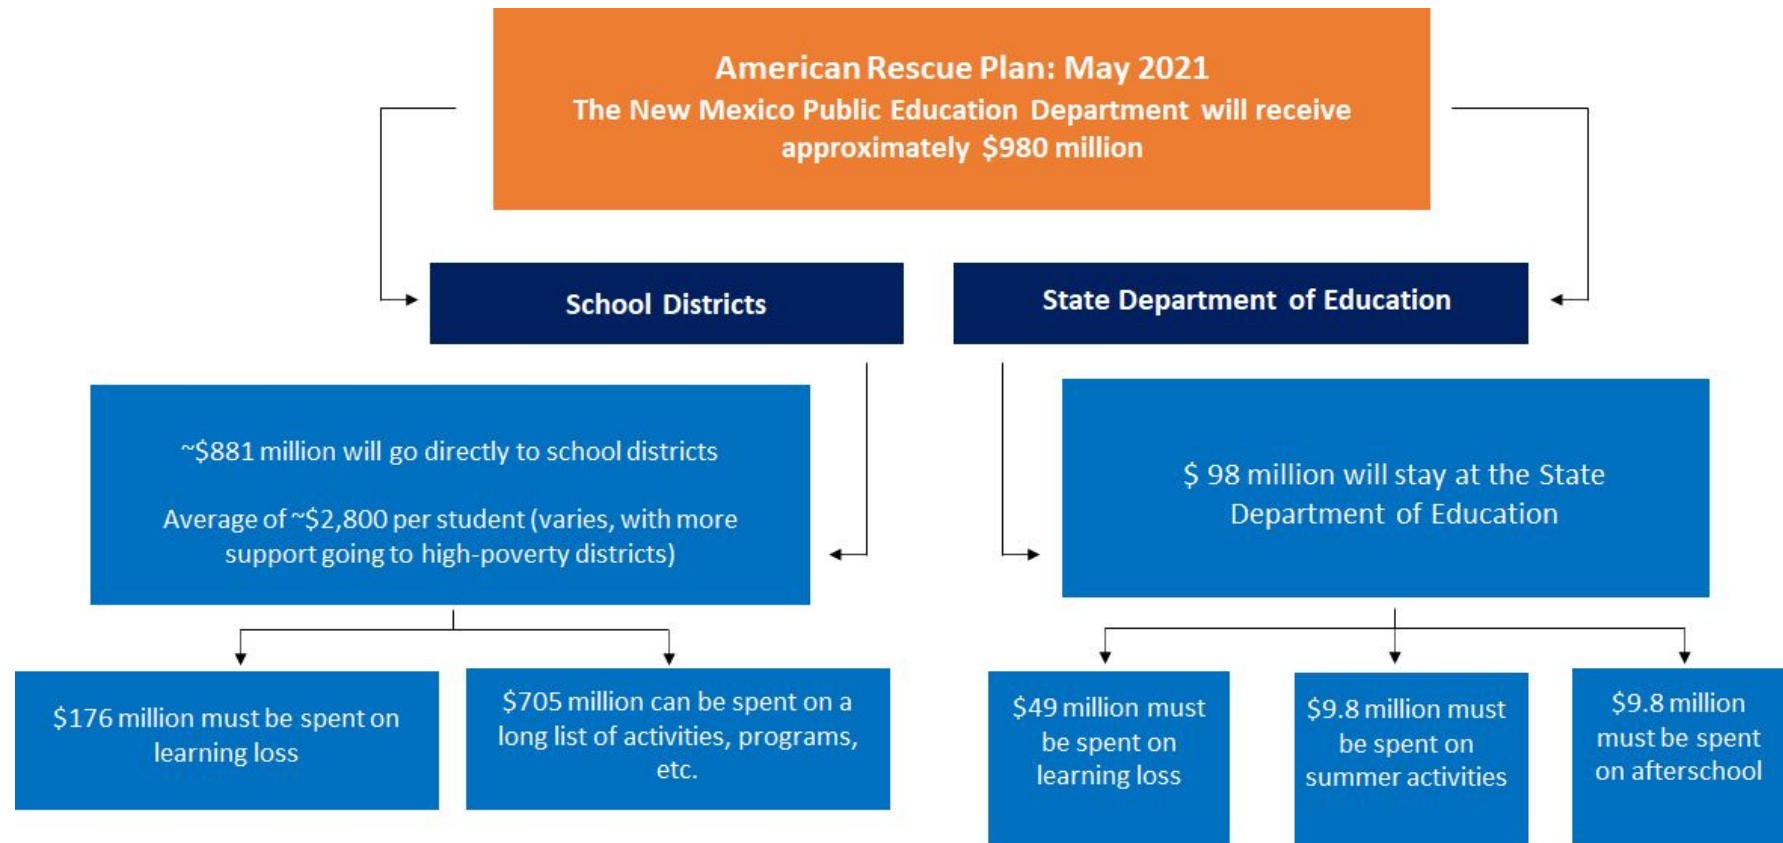 American Rescue Plan: May 2021
The New Mexico Public Education Department will receive
approximately $980 million
School Districts
State Department of Education
~$881 million will go directly to school districts
Average of ~$2,800 per student (varies, with more
support going to high-poverty districts)
$ 98 million will stay at the State
Department of Education
$176 million must be spent on
learning loss
$705 million can be spent on a
long list of activities, programs,
etc.
$49 million must
be spent on
learning loss
$9.8 million must
be spent on
summer activities
$9.8 million
must be spent
on afterschool